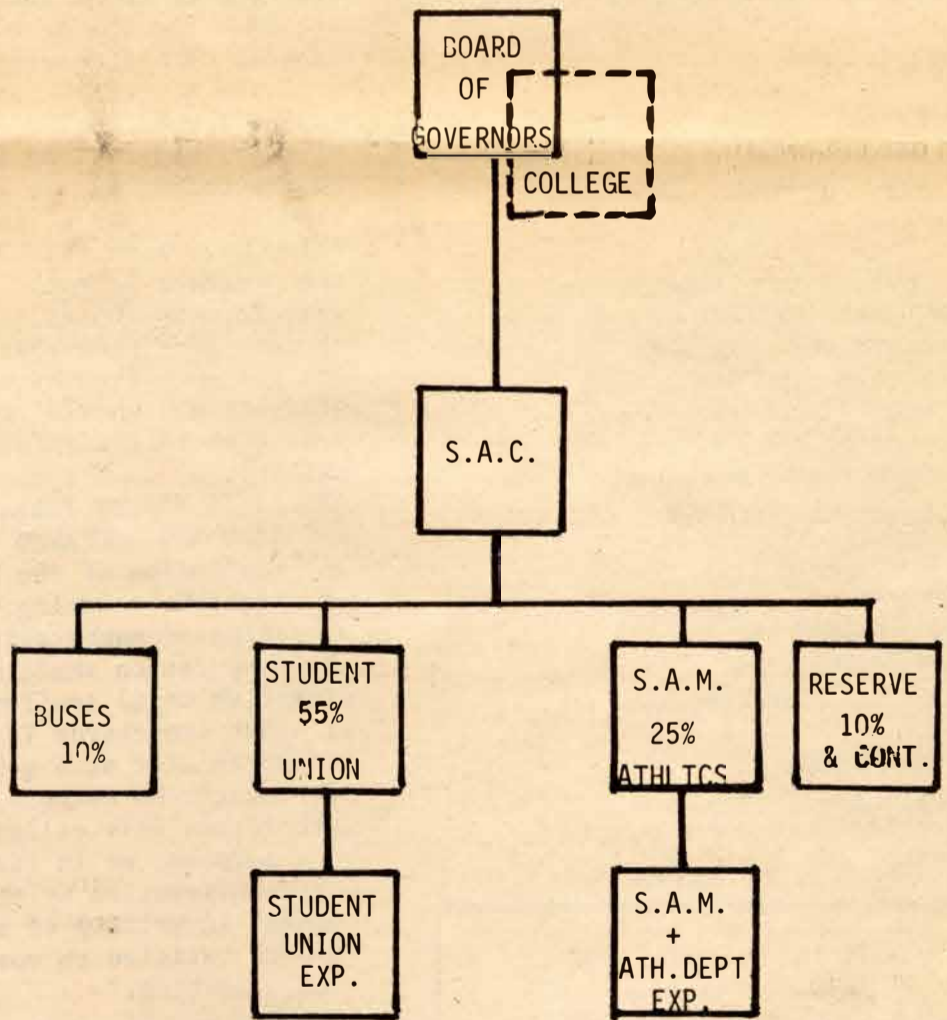 BOARD
OF
GOVERNORS
COLLEGE
S.A.C.
BUSES
10%
STUDENT
55%
UNION
S.A.M.
25%
ATHLTCS
RESERVE
10%
& CONT.
STUDENT
UNION
EXP.
S.A.M.
+
ATH.DEPT
EXP.